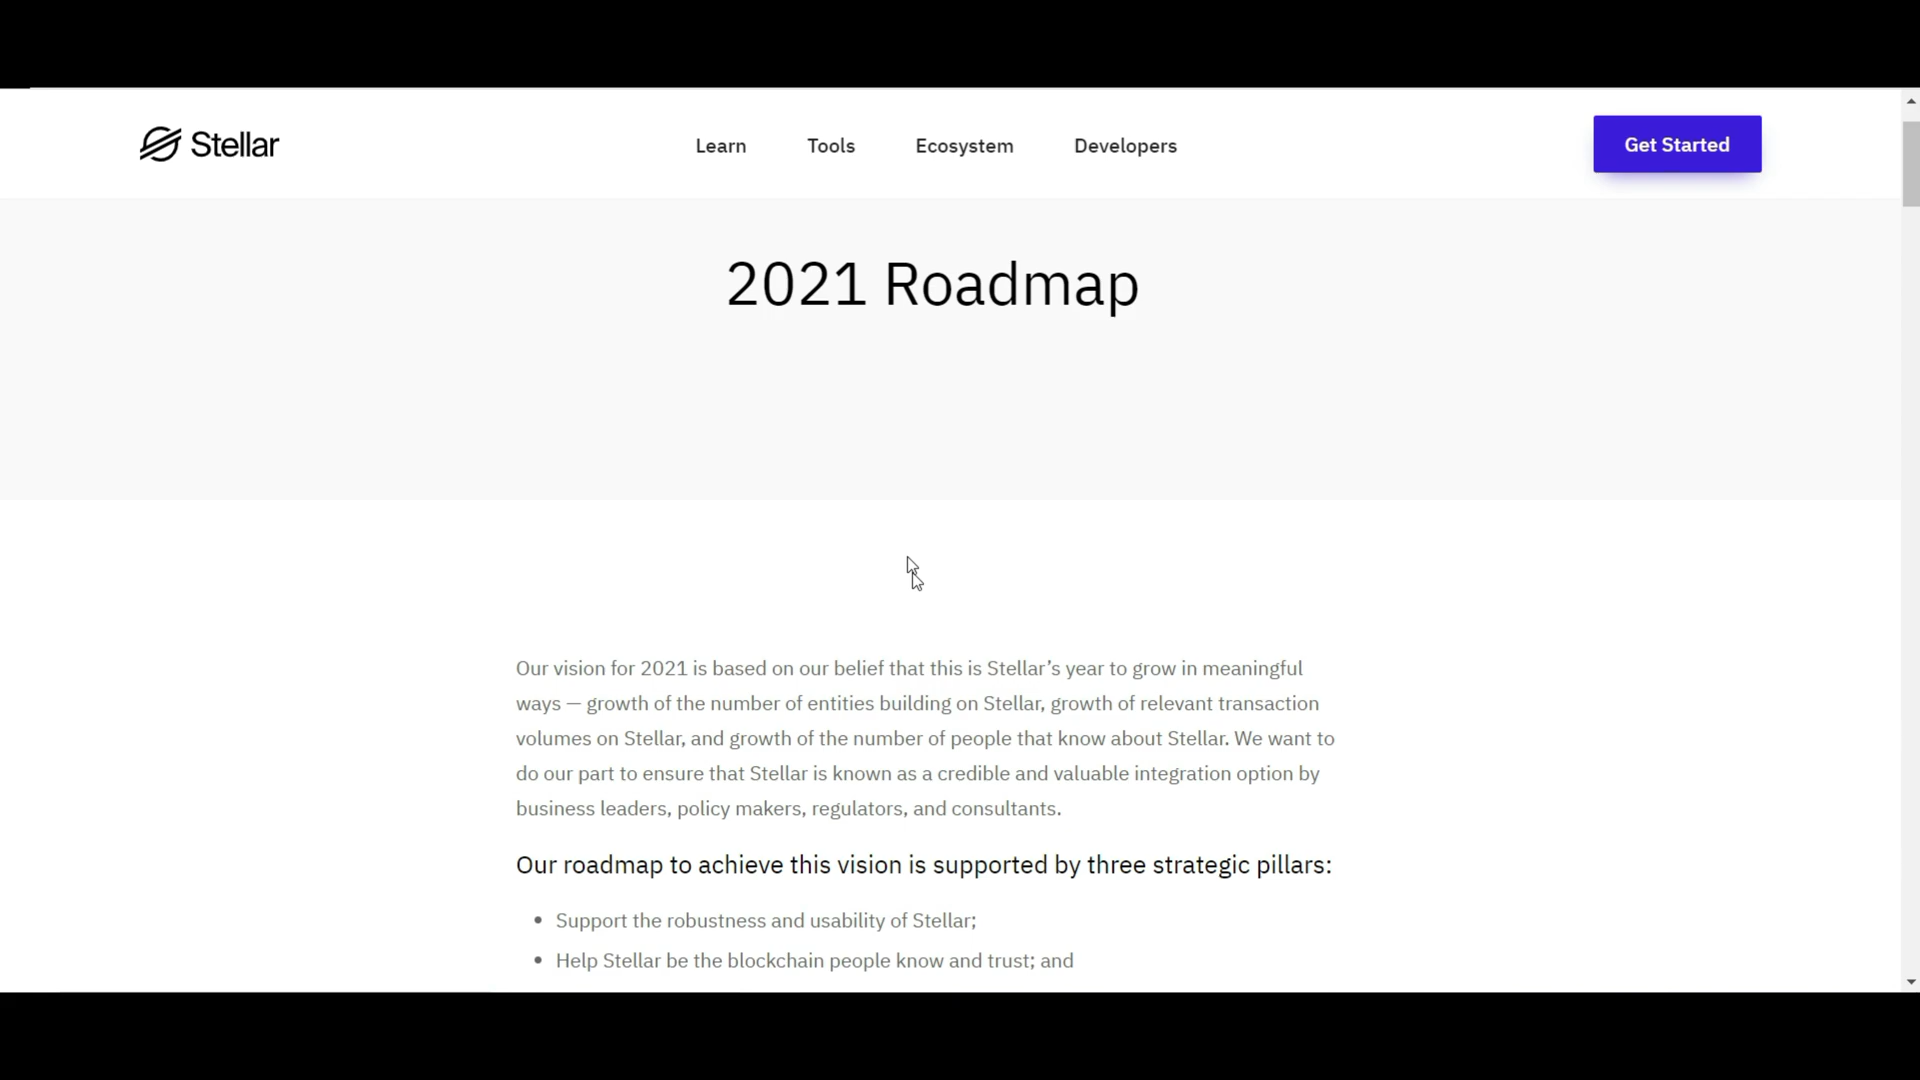 Stellar
Learn
Tools
Ecosystem
Developers
Get Started
2021 Roadmap
Our vision for 2021 is based on our belief that this is Stellar’s year to grow in meaningful
ways — growth of the number of entities building on Stellar, growth of relevant transaction
volumes on Stellar, and growth of the number of people that know about Stellar. We want to
do our part to ensure that Stellar is known as a credible and valuable integration option by
business leaders, policy makers, regulators, and consultants.
Our roadmap to achieve this vision is supported by three strategic pillars:
• Support the robustness and usability of Stellar;
• Help Stellar be the blockchain people know and trust; and